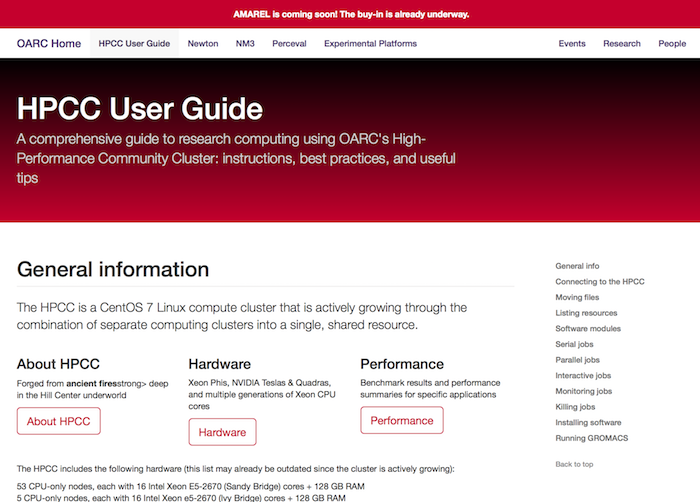 AMAREL is coming soon! The buy-in is already underway.
OARC Home HPCC User Guide Newton NM3 Perceval Experimental Platforms Events Research People
HPCC User Guide
A comprehensive guide to research computing using OARC's High-
Performance Community Cluster: instructions, best practices, and useful
tips
General information
The HPCC is a CentOS 7 Linux compute cluster that is actively growing through the
combination of separate computing clusters into a single, shared resource.
About HPCC
Forged from ancient firesstrong> deep
in the Hill Center underworld
About HPCC
Hardware
Xeon Phis, NVIDIA Teslas & Quadras,
and multiple generations of Xeon CPU
cores
Hardware
Performance
Benchmark results and performance
summaries for specific applications
Performance
The HPCC includes the following hardware (this list may already be outdated since the cluster is actively growing):
53 CPU-only nodes, each with 16 Intel Xeon E5-2670 (Sandy Bridge) cores + 128 GB RAM
5 CPU-only nodes, each with 16 Intel Xeon e5-2670 (Ivy Bridge) cores + 128 GB RAM
General info
Connecting to the HPCC
Moving files
Listing resources
Software modules
Serial jobs
Parallel jobs
Interactive jobs
Monitoring jobs
Killing jobs
Installing software
Running GROMACS
Back to top